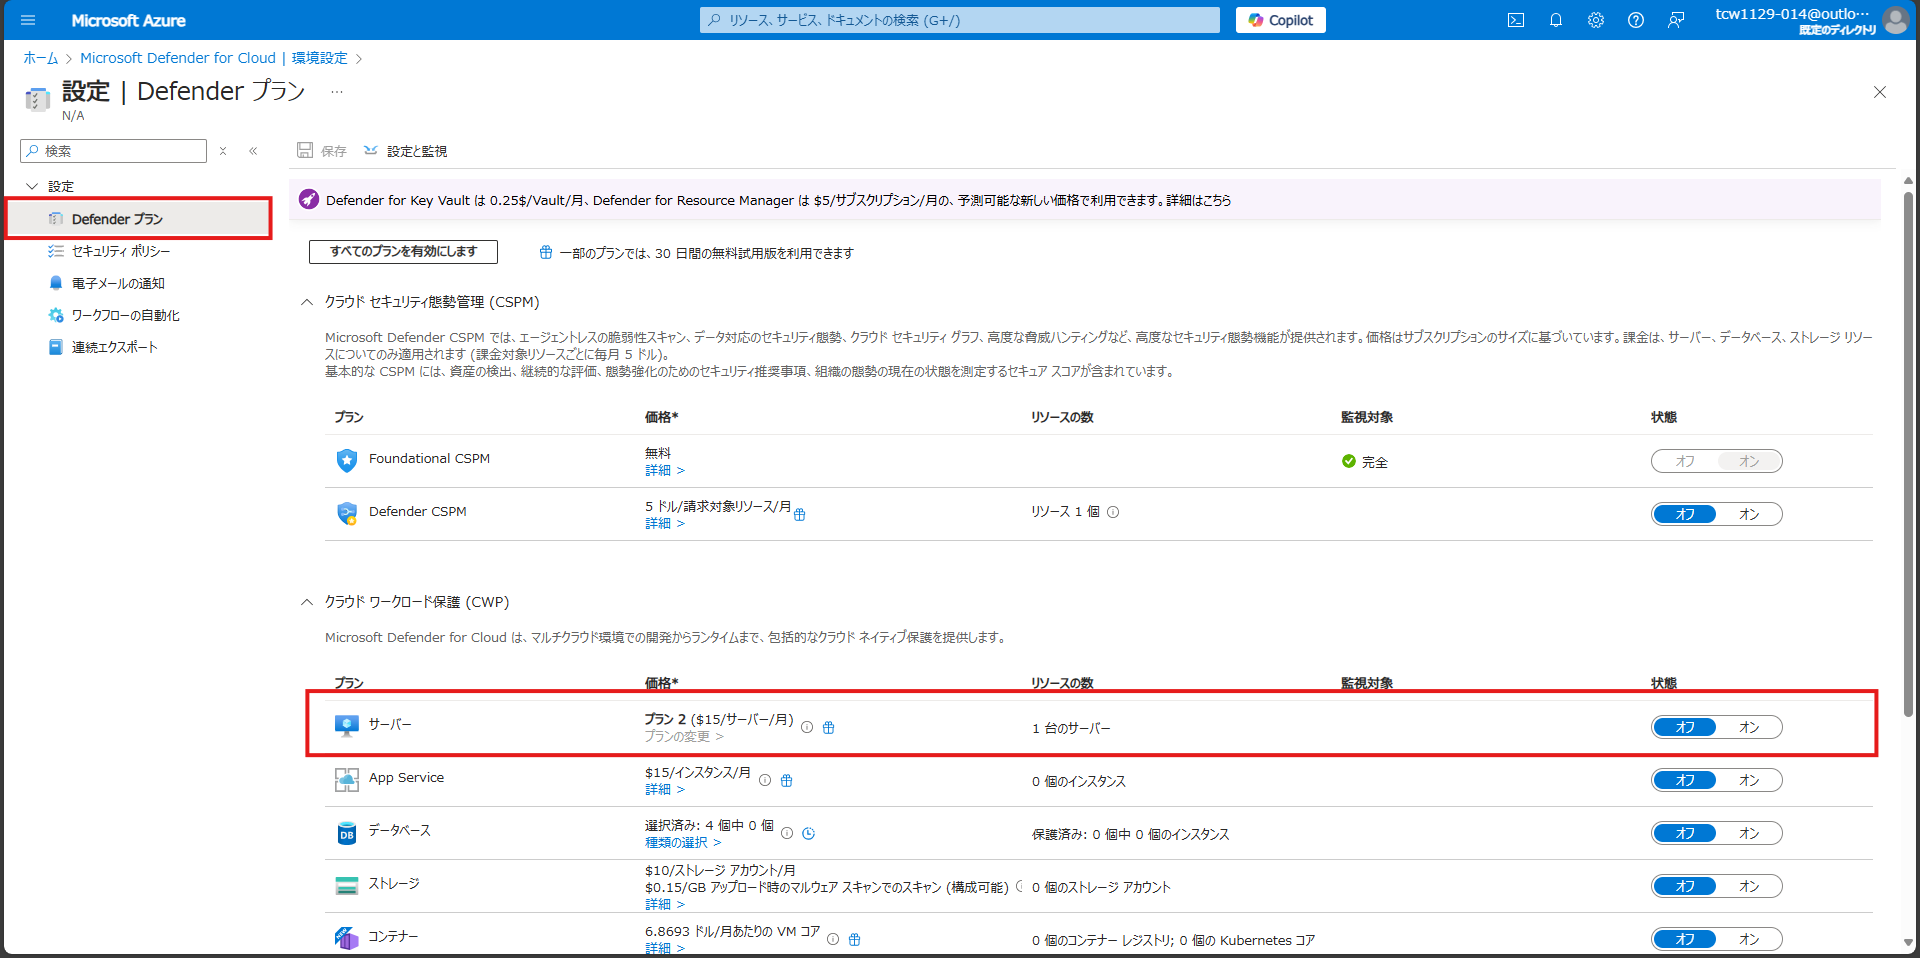 Microsoft Azure
リソース、サービス、ドキュメントの検索 (G+/)
Copilot
tcw1129-014@outlo…
既定のディレクトリ
ホーム > Microsoft Defender for Cloud | 環境設定 >
設定 | Defender プラン …
N/A
検索
保存
設定と監視
設定
Defender プラン
セキュリティ ポリシー
電子メールの通知
ワークフローの自動化
連続エクスポート
Defender for Key Vault は 0.25$/Vault/月、Defender for Resource Manager は $5/サブスクリプション/月の、予測可能な新しい価格で利用できます。詳細はこちら
すべてのプランを有効にします
一部のプランでは、30 日間の無料試用版を利用できます
クラウド セキュリティ態勢管理 (CSPM)
Microsoft Defender CSPM では、エージェントレスの脆弱性スキャン、データ対応のセキュリティ態勢、クラウド セキュリティ グラフ、高度な脅威ハンティングなど、高度なセキュリティ態勢機能が提供されます。価格はサブスクリプションのサイズに基づいています。課金は、サーバー、データベース、ストレージ リソー
スについてのみ適用されます (課金対象リソースごとに毎月 5 ドル)。
基本的な CSPM には、資産の検出、継続的な評価、態勢強化のためのセキュリティ推奨事項、組織の態勢の現在の状態を測定するセキュア スコアが含まれています。
プラン 価格* リソースの数 監視対象 状態
Foundational CSPM 無料 完全 オフ オン
詳細 >
Defender CSPM 5 ドル/請求対象リソース/月 リソース 1 個 オフ オン
詳細 >
クラウド ワークロード保護 (CWP)
Microsoft Defender for Cloud は、マルチクラウド環境での開発からランタイムまで、包括的なクラウド ネイティブ保護を提供します。
プラン 価格* リソースの数 監視対象 状態
サーバー プラン 2 ($15/サーバー/月) 1 台のサーバー オフ オン
プランの変更 >
App Service $15/インスタンス/月 0 個のインスタンス オフ オン
詳細 >
データベース 選択済み: 4 個中 0 個 保護済み: 0 個中 0 個のインスタンス オフ オン
種類の選択 >
DB
ストレージ $10/ストレージ アカウント/月
$0.15/GB アップロード時のマルウェア スキャンでのスキャン (構成可能) 0 個のストレージ アカウント オフ オン
詳細 >
NEW
コンテナー 6.8693 ドル/月あたりの VM コア 0 個のコンテナー レジストリ; 0 個の Kubernetes コア オフ オン
詳細 >